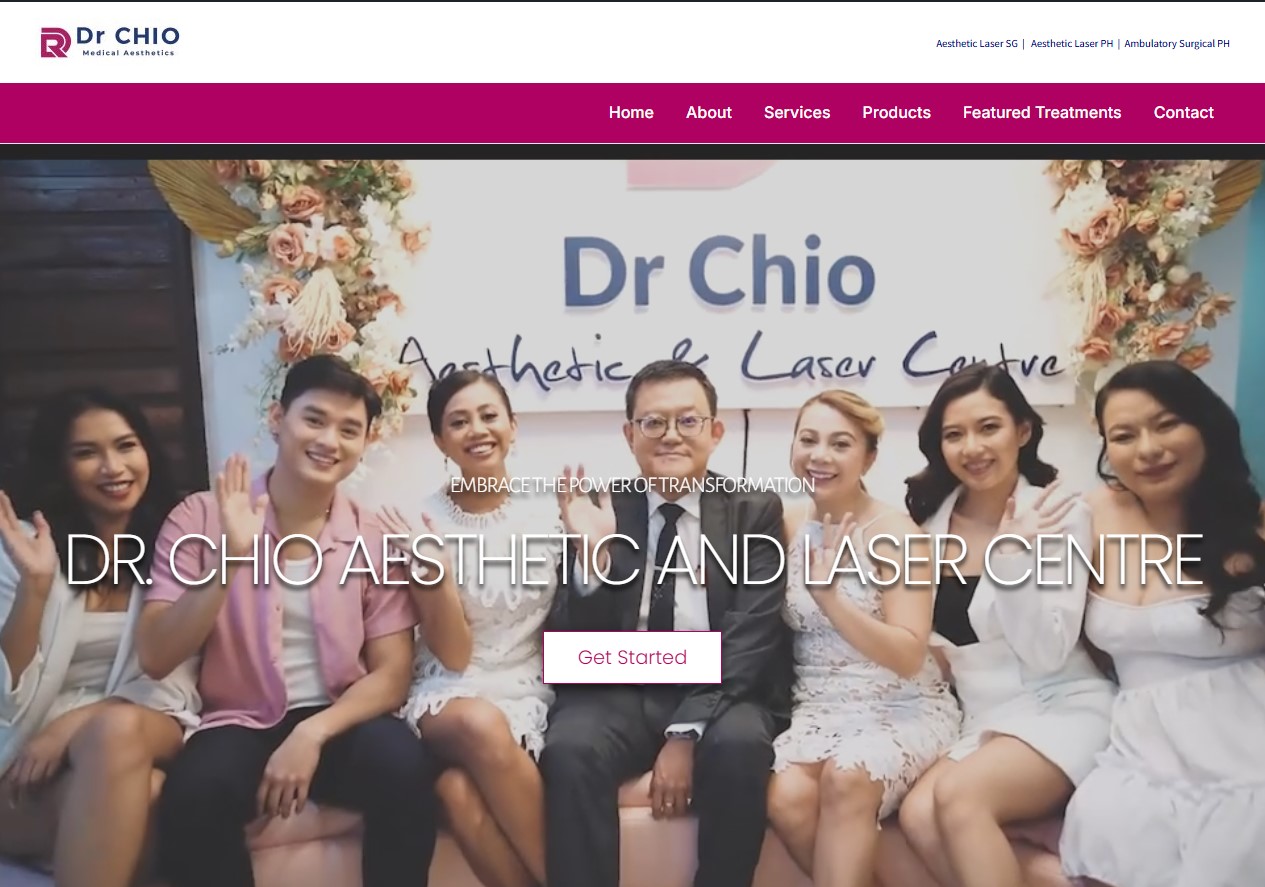 Dr CHIO
Medical Aesthetics
Aesthetic Laser SG | Aesthetic Laser PH | Ambulatory Surgical PH
Home About Services Products Featured Treatments Contact
Dr Chio
Aesthetic & Laser Centre
EMBRACE THE POWER OF TRANSFORMATION
DR. CHIO AESTHETIC AND LASER CENTRE
Get Started